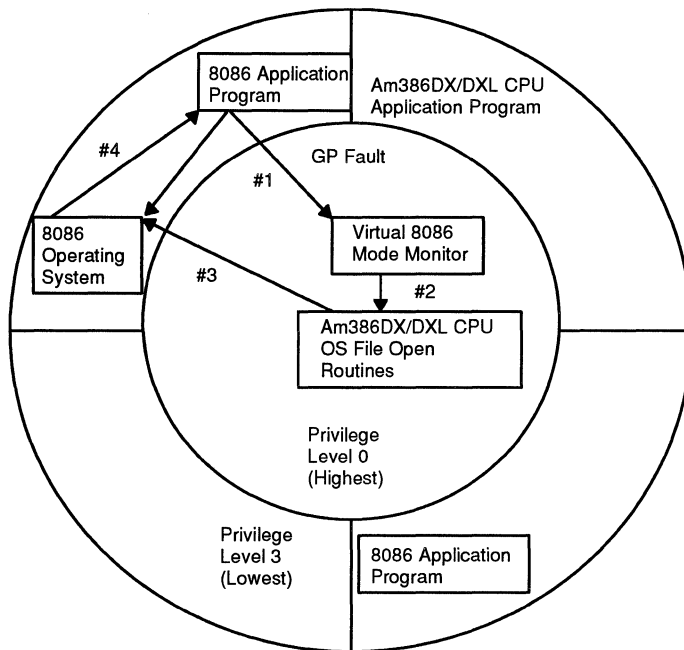 8086 Application
Program
Am386DX/DXL CPU
Application Program
#4
GP Fault
#1
8086
Operating
System
Virtual 8086
Mode Monitor
#3
#2
Am386DX/DXL CPU
OS File Open
Routines
Privilege
Level 0
(Highest)
Privilege
Level 3
(Lowest)
8086 Application
Program